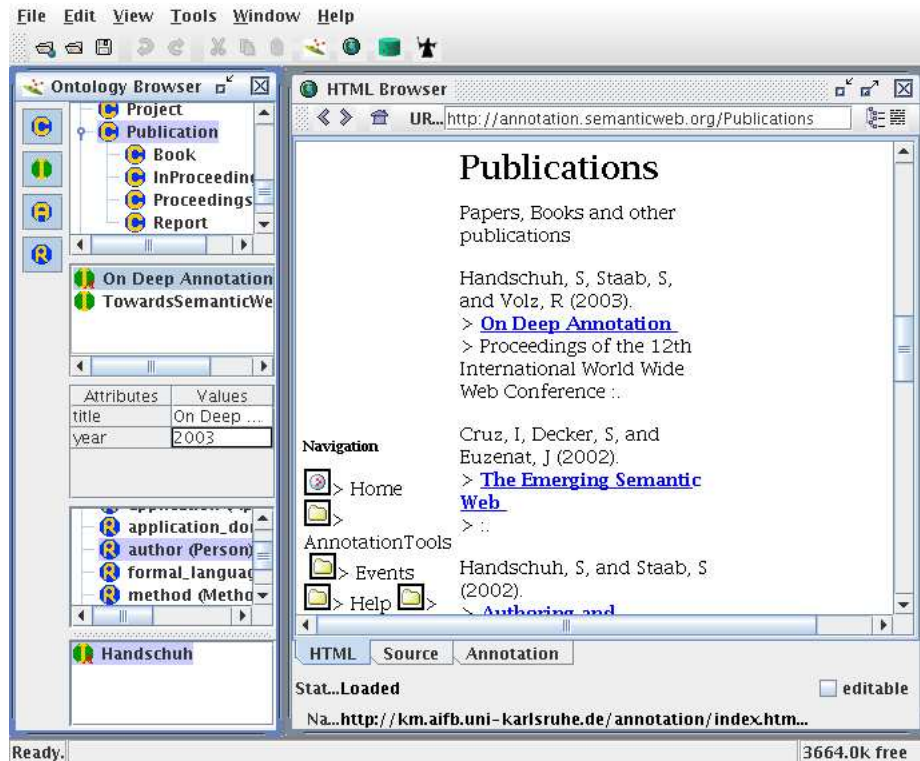 File Edit View Tools Window Help
Ontology Browser
Project
Publication
Book
InProceeding
Proceedings
Report
On Deep Annotation
TowardsSemanticWe
Attributes Values
title On Deep ...
year 2003
application_dom
author (Person)
formal_languag
method (Metho
Handschuh
HTML Browser
UR... http://annotation.semanticweb.org/Publications
Publications
Papers, Books and other
publications
Handschuh, S, Staab, S,
and Volz, R (2003).
> On Deep Annotation
> Proceedings of the 12th
International World Wide
Web Conference :.
Cruz, I, Decker, S, and
Euzenat, J (2002).
> The Emerging Semantic
Web
> :.
Handschuh, S, and Staab, S
(2002).
> Authoring and
Navigation
> Home
>
AnnotationTools
> Events
> Help >
HTML Source Annotation
Stat...Loaded editable
Na...http://km.aifb.uni-karlsruhe.de/annotation/index.htm...
Ready. 3664.0k free